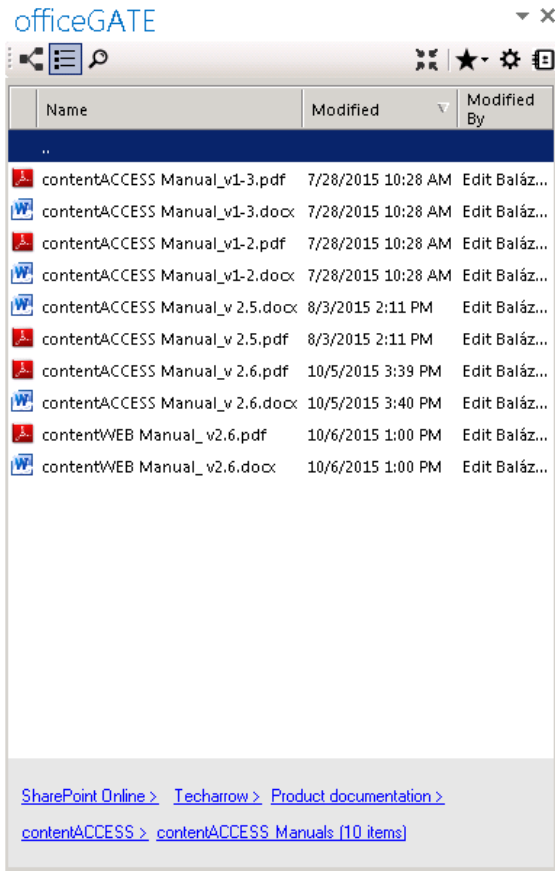 officeGATE
Name Modified Modified By
..
contentACCESS Manual_v1-3.pdf 7/28/2015 10:28 AM Edit Baláz...
contentACCESS Manual_v1-3.docx 7/28/2015 10:28 AM Edit Baláz...
contentACCESS Manual_v1-2.pdf 7/28/2015 10:28 AM Edit Baláz...
contentACCESS Manual_v1-2.docx 7/28/2015 10:28 AM Edit Baláz...
contentACCESS Manual_v 2.5.docx 8/3/2015 2:11 PM Edit Baláz...
contentACCESS Manual_v 2.5.pdf 8/3/2015 2:11 PM Edit Baláz...
contentACCESS Manual_v 2.6.pdf 10/5/2015 3:39 PM Edit Baláz...
contentACCESS Manual_v 2.6.docx 10/5/2015 3:40 PM Edit Baláz...
contentWEB Manual_ v2.6.pdf 10/6/2015 1:00 PM Edit Baláz...
contentWEB Manual_ v2.6.docx 10/6/2015 1:00 PM Edit Baláz...
SharePoint Online > Techarrow > Product documentation >
contentACCESS > contentACCESS Manuals (10 items)